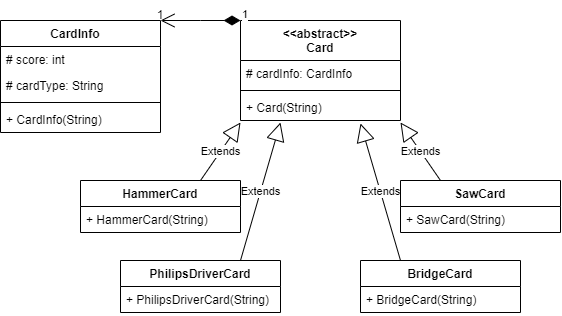 1
1
CardInfo
# score: int
# cardType: String
+ CardInfo(String)
<<abstract>>
Card
# cardInfo: CardInfo
+ Card(String)
Extends
Extends
Extends
Extends
HammerCard
+ HammerCard(String)
SawCard
+ SawCard(String)
PhilipsDriverCard
+ PhilipsDriverCard(String)
BridgeCard
+ BridgeCard(String)